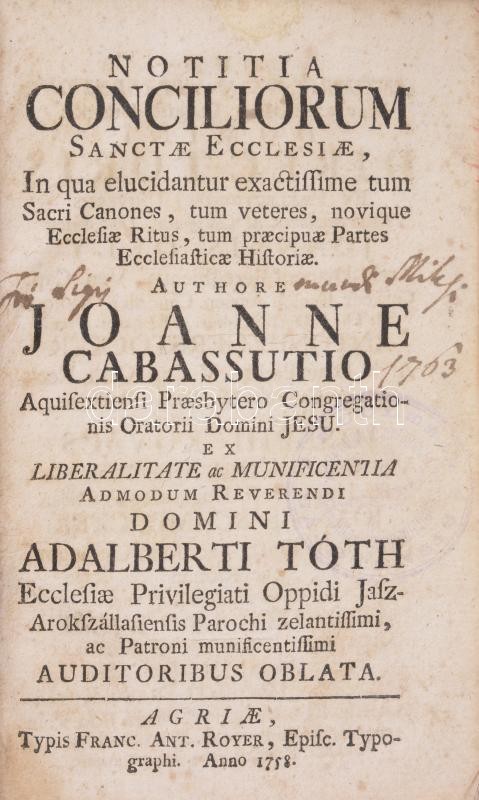 NOTITIA
CONCILIORUM
SANCTÆ ECCLESIÆ,
In qua elucidantur exactiſſime tum
Sacri Canones, tum veteres, novique
Eccleſiæ Ritus, tum præcipuæ Partes
Eccleſiaſticæ Hiſtoriæ.
AUTHORE
JOANNE
CABASSUTIO
1763
Aquiſextienſi Præsbytero Congregatio-
nis Oratorii Domini JESU.
EX
LIBERALITATE ac MUNIFICENTIA
ADMODUM REVERENDI
DOMINI
ADALBERTI TÓTH
Eccleſiæ Privilegiati Oppidi Jaſz-
Arokſzállaſienſis Parochi zelantiſſimi,
ac Patroni munificentiſſimi
AUDITORIBUS OBLATA.
AGRIÆ,
Typis FRANC. ANT. ROYER, Epiſc. Typo-
graphi. Anno 1758.